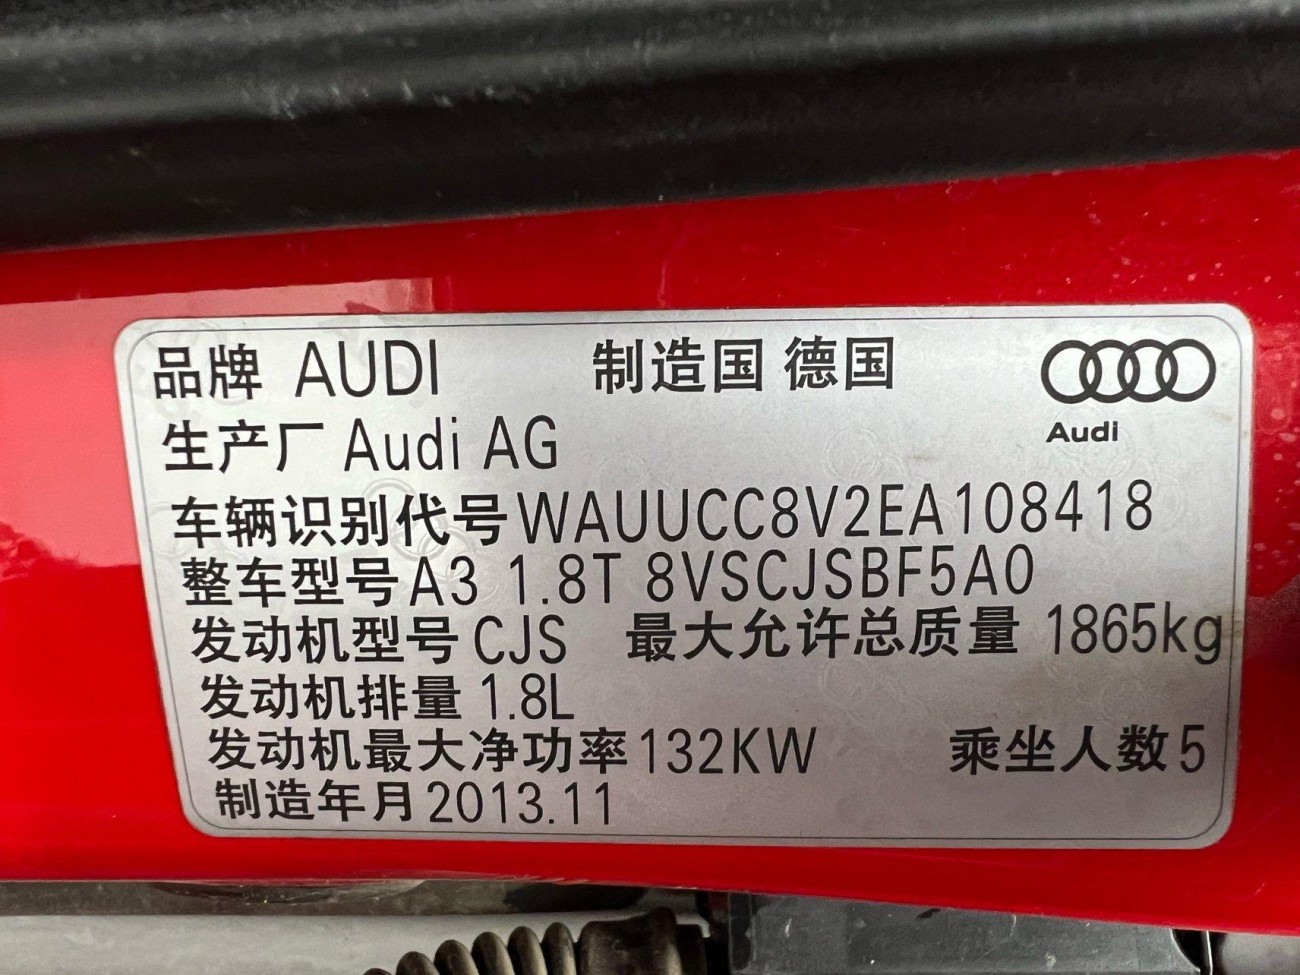 品牌 AUDI 制造国 德国
Audi
生产厂 Audi AG
车辆识别代号 WAUUCC8V2EA108418
整车型号 A3 1.8T 8VSCJSBF5A0
发动机型号 CJS 最大允许总质量 1865kg
发动机排量 1.8L
发动机最大净功率 132KW 乘坐人数 5
制造年月 2013.11